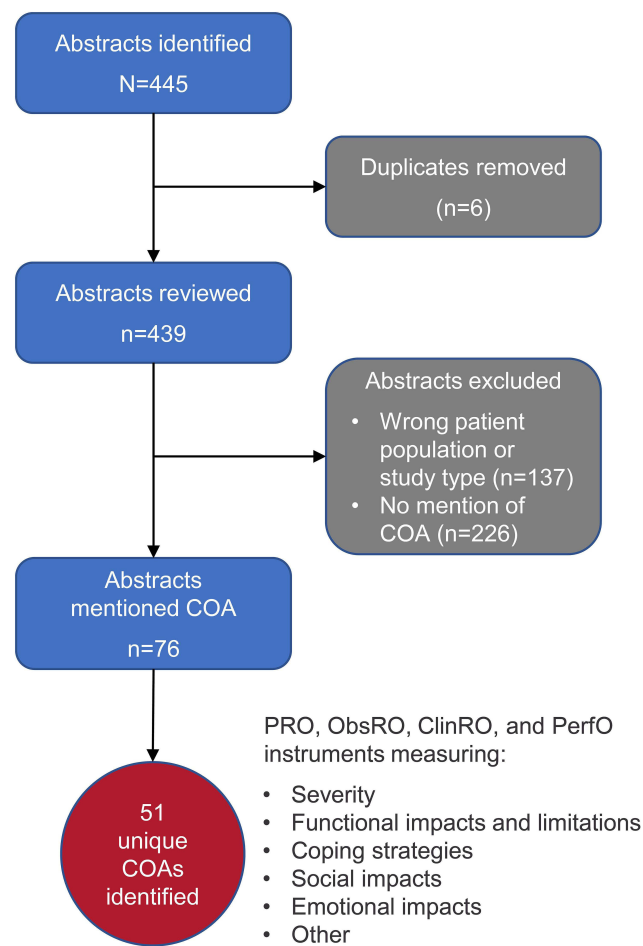 Abstracts identified
N=445
Duplicates removed
(n=6)
Abstracts reviewed
n=439
Abstracts excluded
• Wrong patient
population or
study type (n=137)
• No mention of
COA (n=226)
Abstracts
mentioned COA
n=76
PRO, ObsRO, ClinRO, and PerfO
instruments measuring:
• Severity
• Functional impacts and limitations
• Coping strategies
• Social impacts
• Emotional impacts
• Other
51
unique
COAs
identified